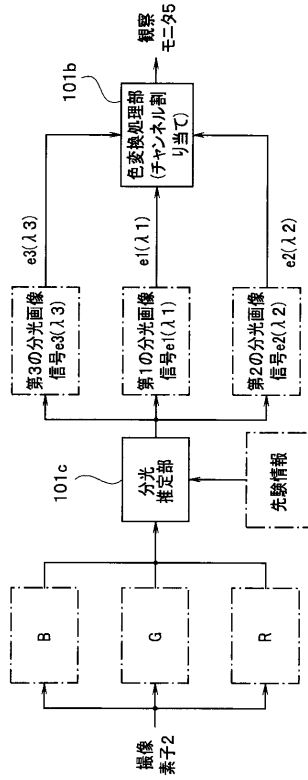 撮像
素子2
B
G
R
101c
分光
推定部
先験情報
第3の分光画像
信号e3(λ3)
第1の分光画像
信号e1(λ1)
第2の分光画像
信号e2(λ2)
e3(λ3)
e1(λ1)
e2(λ2)
101b
色変換処理部
(チャンネル割
り当て)
観察
モニタ5